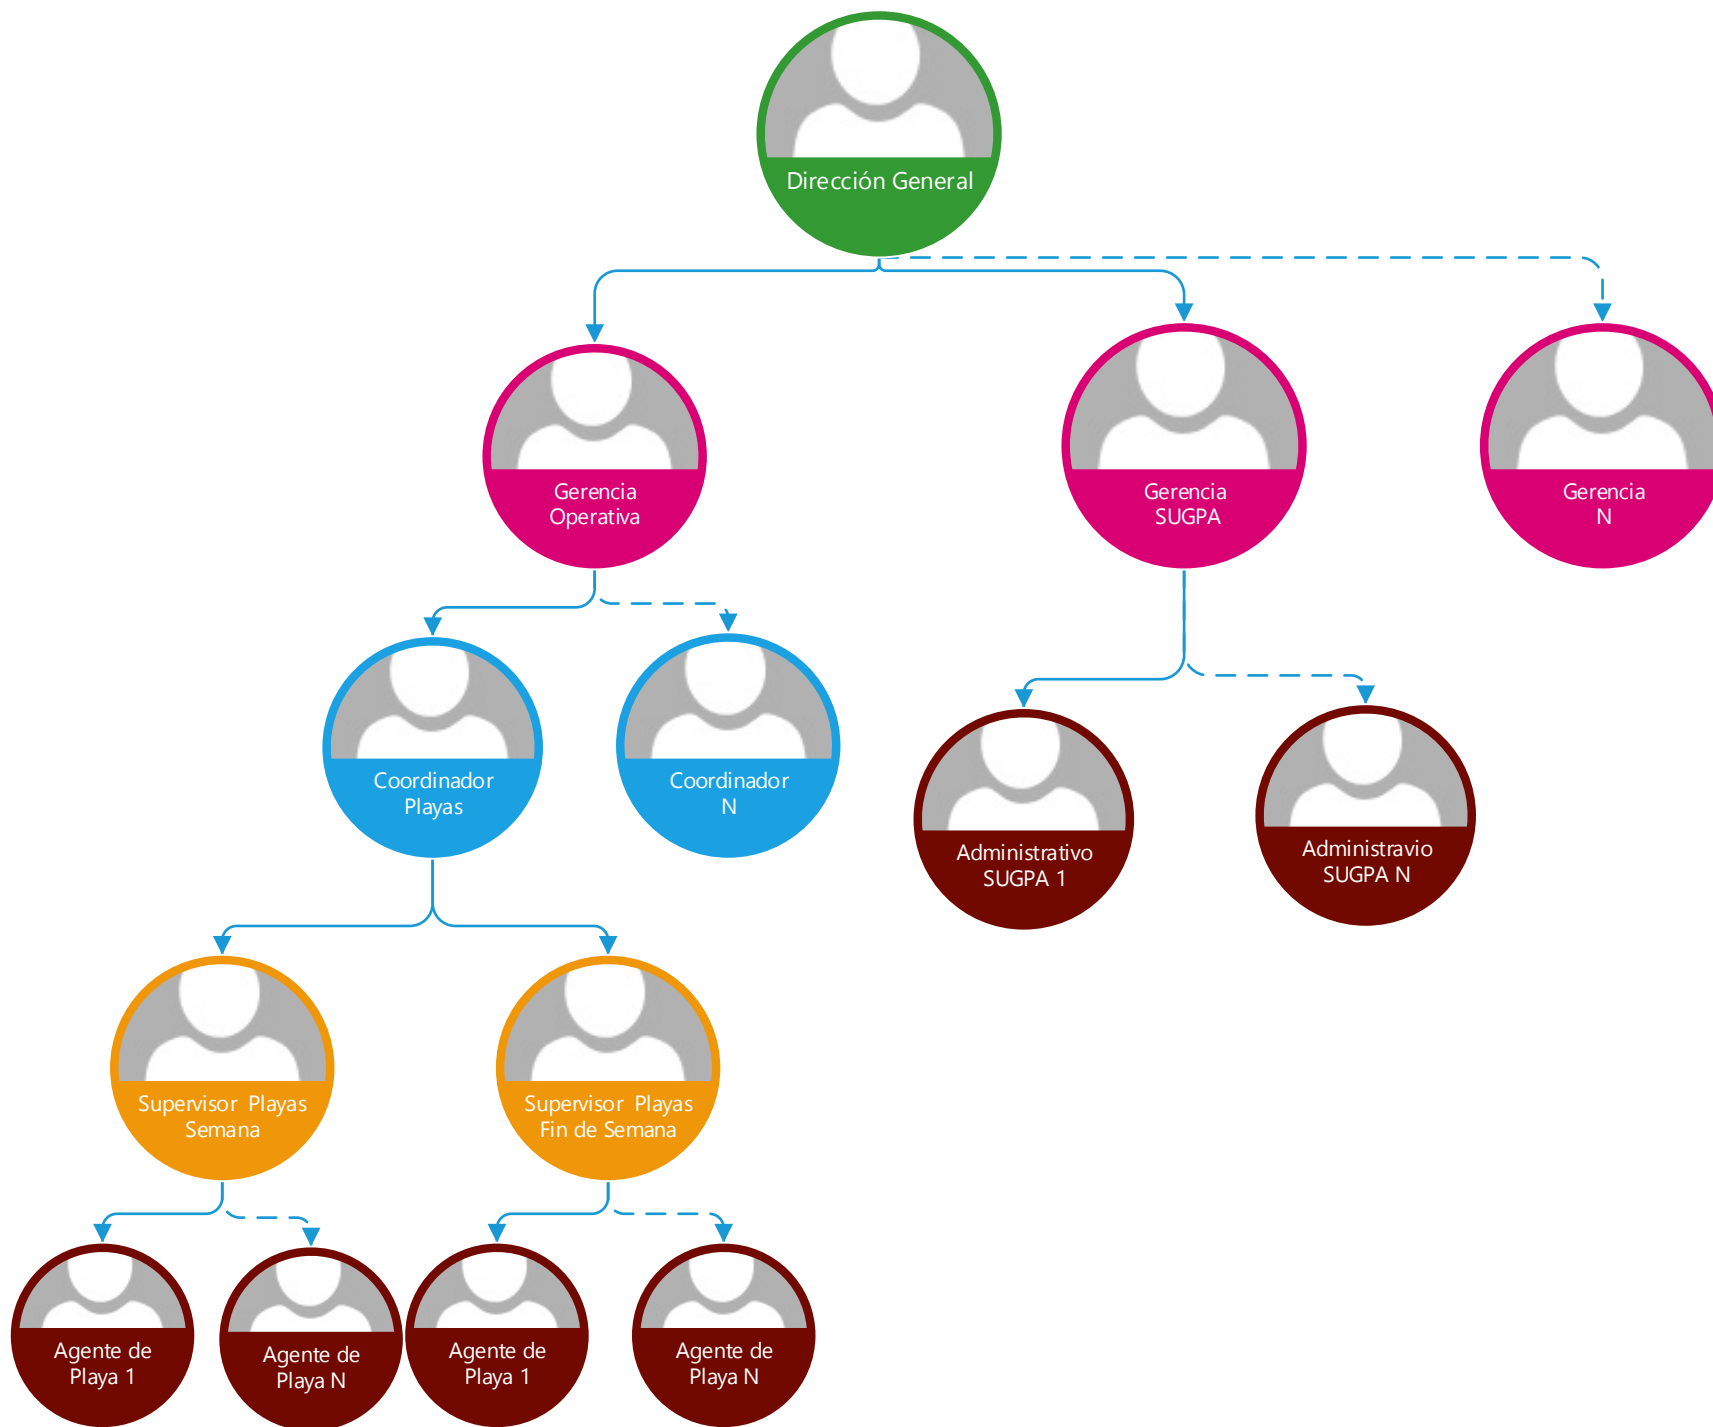 Dirección General
Gerencia
Operativa
Gerencia
SUGPA
Gerencia
N
Coordinador
Playas
Coordinador
N
Administrativo
SUGPA 1
Administravio
SUGPA N
Supervisor Playas
Semana
Supervisor Playas
Fin de Semana
Agente de
Playa 1
Agente de
Playa N
Agente de
Playa 1
Agente de
Playa N